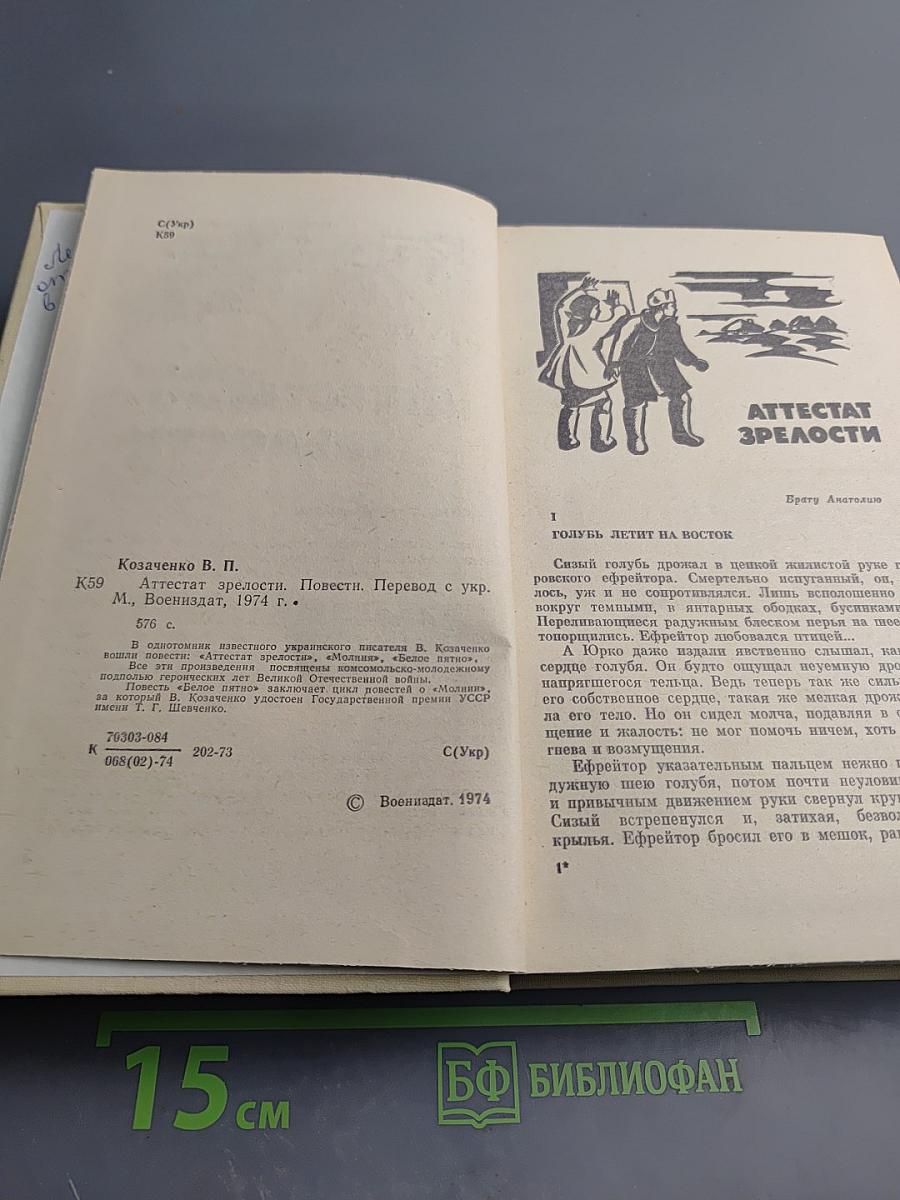 Ле
от
в
С(Укр)
К59
Козаченко В. П.
К59 Аттестат зрелости. Повести. Перевод с укр.
М., Воениздат, 1974 г.
576 с.
В однотомник известного украинского писателя В. Козаченко
вошли повести: «Аттестат зрелости», «Молния», «Белое пятно».
Все эти произведения посвящены комсомольско-молодежному
подполью героических лет Великой Отечественной войны.
Повесть «Белое пятно» заключает цикл повестей о «Молнии»,
за который В. Козаченко удостоен Государственной премии УССР
имени Т. Г. Шевченко.
К 70303-084
068(02)-74 202-73 С(Укр)
© Воениздат. 1974
АТТЕСТАТ
ЗРЕЛОСТИ
Брату Анатолию
I
ГОЛУБЬ ЛЕТИТ НА ВОСТОК
Сизый голубь дрожал в цепкой жилистой руке г
ровского ефрейтора. Смертельно испуганный, он,
лось, уж и не сопротивлялся. Лишь всполошенно
вокруг темными, в янтарных ободках, бусинками
Переливающиеся радужным блеском перья на шее
топорщились. Ефрейтор любовался птицей...
А Юрко даже издали явственно слышал, ка
сердце голубя. Он будто ощущал неуемную дро
напрягшегося тельца. Ведь теперь так же силь
его собственное сердце, такая же мелкая дрож
ла его тело. Но он сидел молча, подавляя в с
щение и жалость: не мог помочь ничем, хоть
гнева и возмущения.
Ефрейтор указательным пальцем нежно п
дужную шею голубя, потом почти неулови
и привычным движением руки свернул кру
Сизый встрепенулся и, затихая, безвол
крылья. Ефрейтор бросил его в мешок, ра
1*
15 см
БФ БИБЛИОФАН